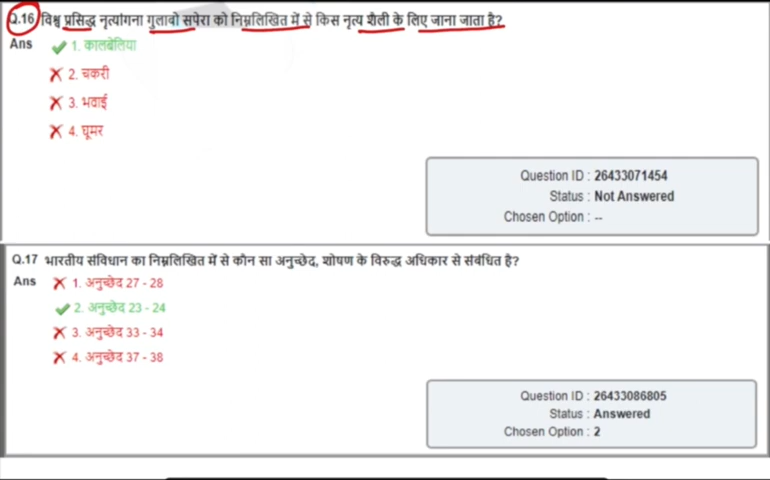 Q.16 विश्व प्रसिद्ध नृत्यांगना गुलाबो सपेरा को निम्नलिखित में से किस नृत्य शैली के लिए जाना जाता है?
Ans 1. कालबेलिया
2. चकरी
3. भवाई
4. घूमर
Question ID : 26433071454
Status : Not Answered
Chosen Option : --
Q.17 भारतीय संविधान का निम्नलिखित में से कौन सा अनुच्छेद, शोषण के विरुद्ध अधिकार से संबंधित है?
Ans 1. अनुच्छेद 27 - 28
2. अनुच्छेद 23 - 24
3. अनुच्छेद 33 - 34
4. अनुच्छेद 37 - 38
Question ID : 26433086805
Status : Answered
Chosen Option : 2